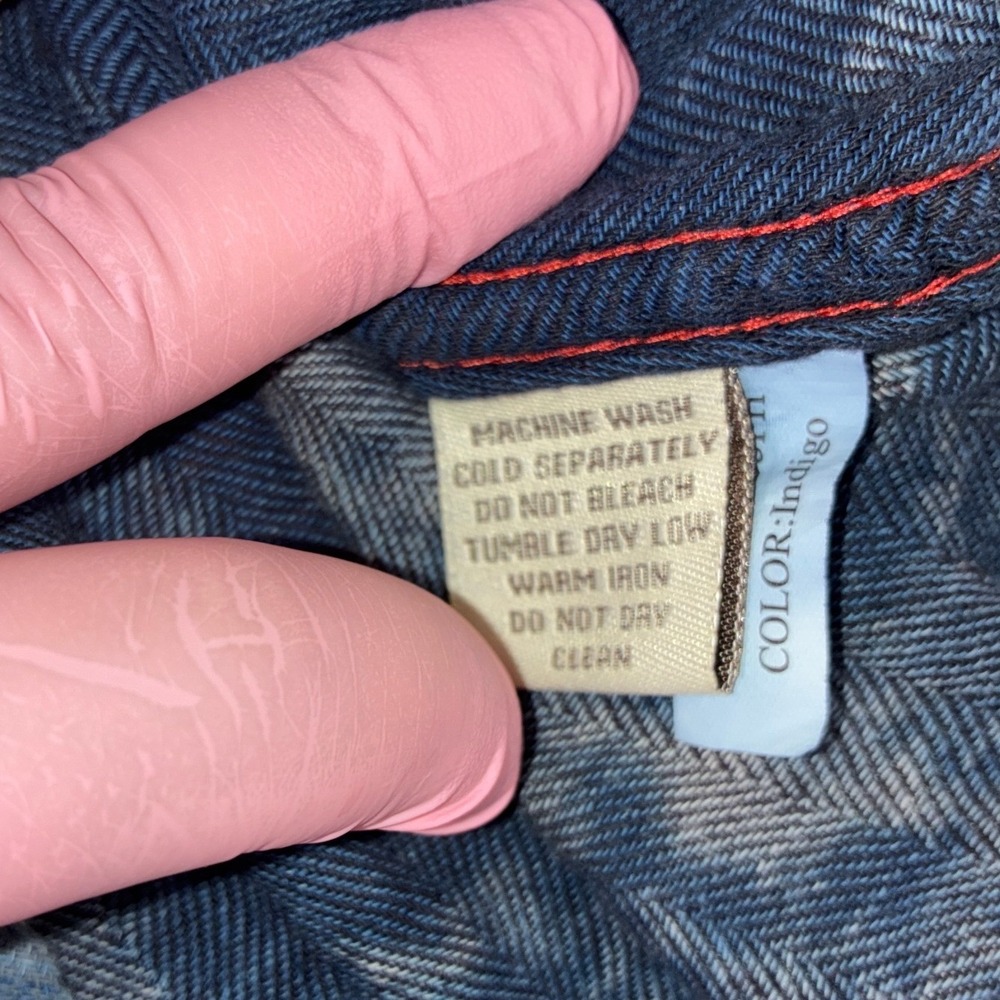 MACHINE WASH
COLD SEPARATELY
DO NOT BLEACH
TUMBLE DRY LOW
WARM IRON
DO NOT DRY
CLEAN
COLOR:Indigo